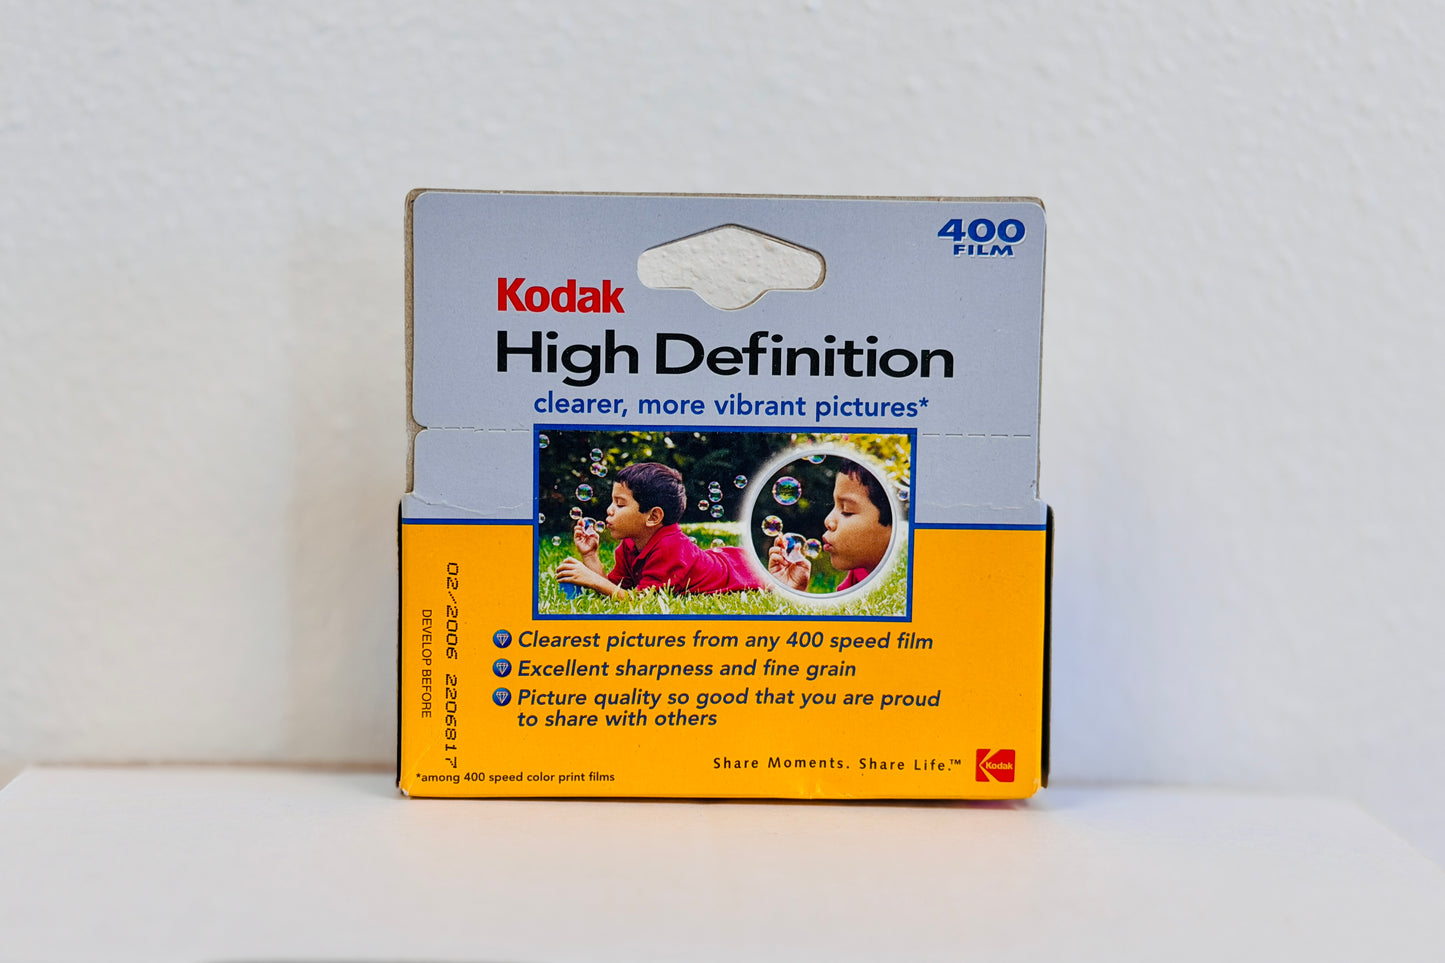 400
FILM
Kodak
High Definition
clearer, more vibrant pictures*
Clearest pictures from any 400 speed film
Excellent sharpness and fine grain
Picture quality so good that you are proud
to share with others
02/2006 2206817
DEVELOP BEFORE
Share Moments. Share Life.™
Kodak
*among 400 speed color print films